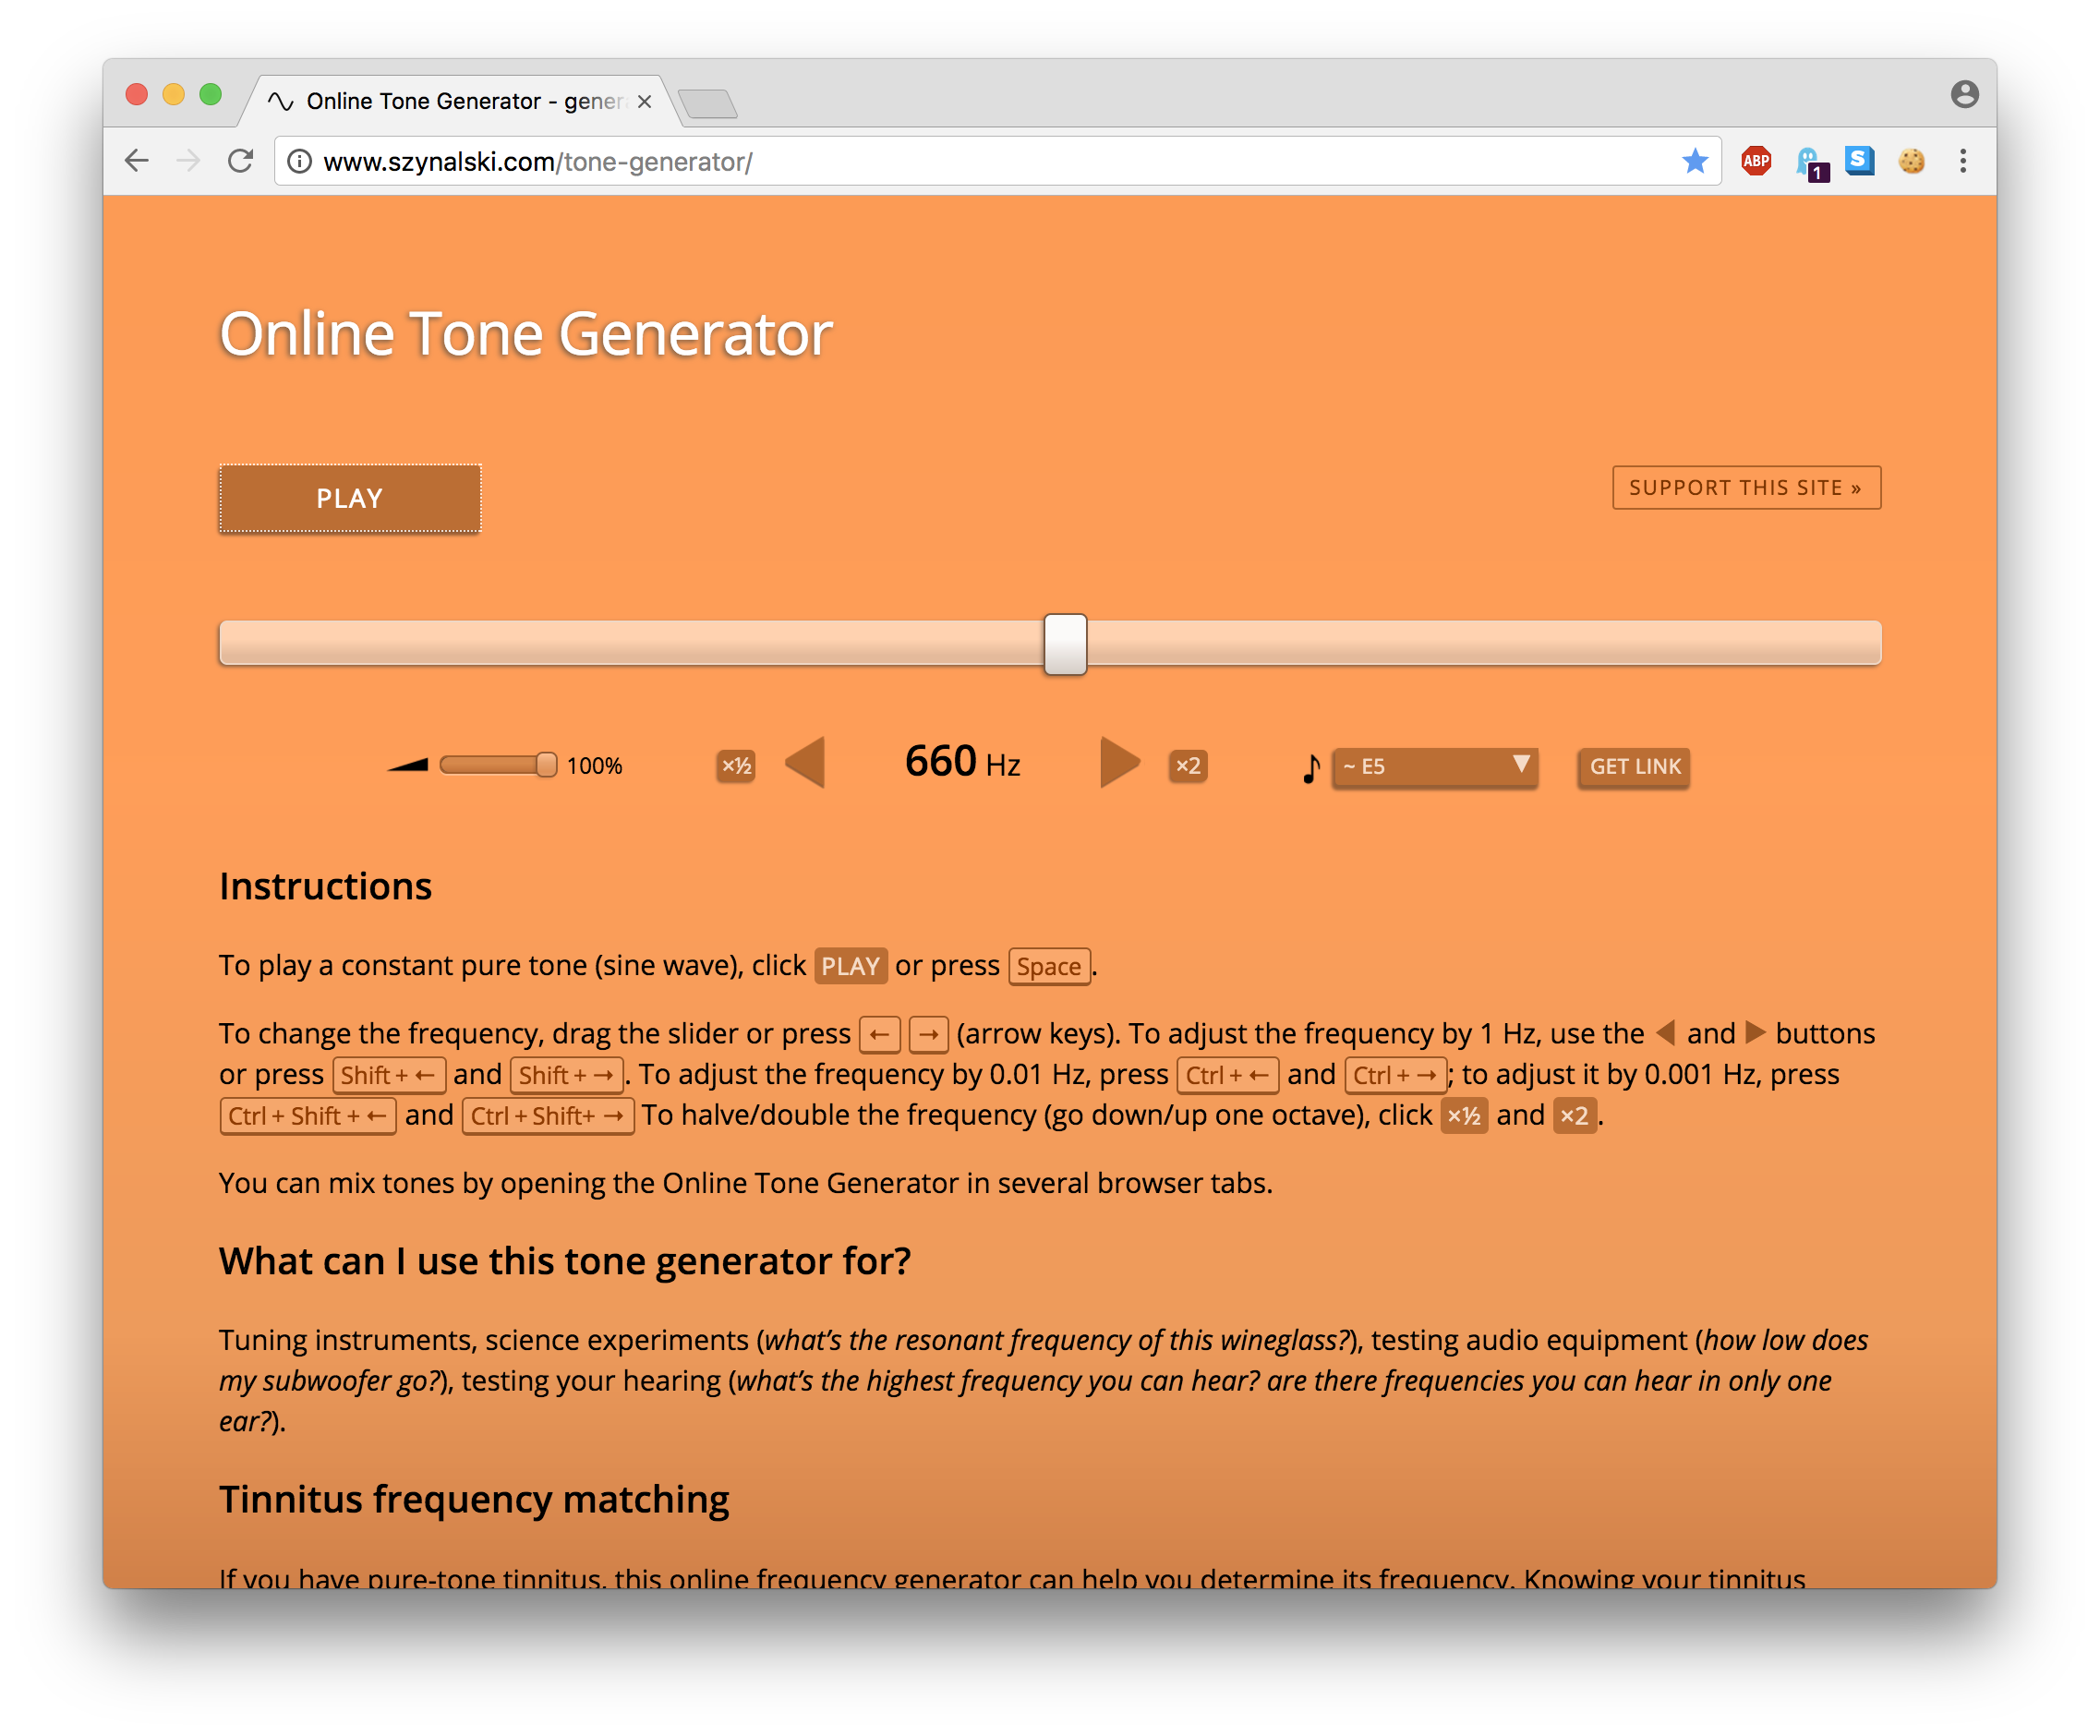 Online Tone Generator - gener
www.szynalski.com/tone-generator/
ABP
1
S
Online Tone Generator
PLAY
SUPPORT THIS SITE »
100%
×½
660 Hz
×2
~ E5
GET LINK
Instructions
To play a constant pure tone (sine wave), click PLAY or press Space.
To change the frequency, drag the slider or press ← → (arrow keys). To adjust the frequency by 1 Hz, use the ◀ and ▶ buttons
or press Shift + ← and Shift + →. To adjust the frequency by 0.01 Hz, press Ctrl + ← and Ctrl + →; to adjust it by 0.001 Hz, press
Ctrl + Shift + ← and Ctrl + Shift+ → To halve/double the frequency (go down/up one octave), click ×½ and ×2.
You can mix tones by opening the Online Tone Generator in several browser tabs.
What can I use this tone generator for?
Tuning instruments, science experiments (what's the resonant frequency of this wineglass?), testing audio equipment (how low does
my subwoofer go?), testing your hearing (what's the highest frequency you can hear? are there frequencies you can hear in only one
ear?).
Tinnitus frequency matching
If you have pure-tone tinnitus, this online frequency generator can help you determine its frequency. Knowing your tinnitus